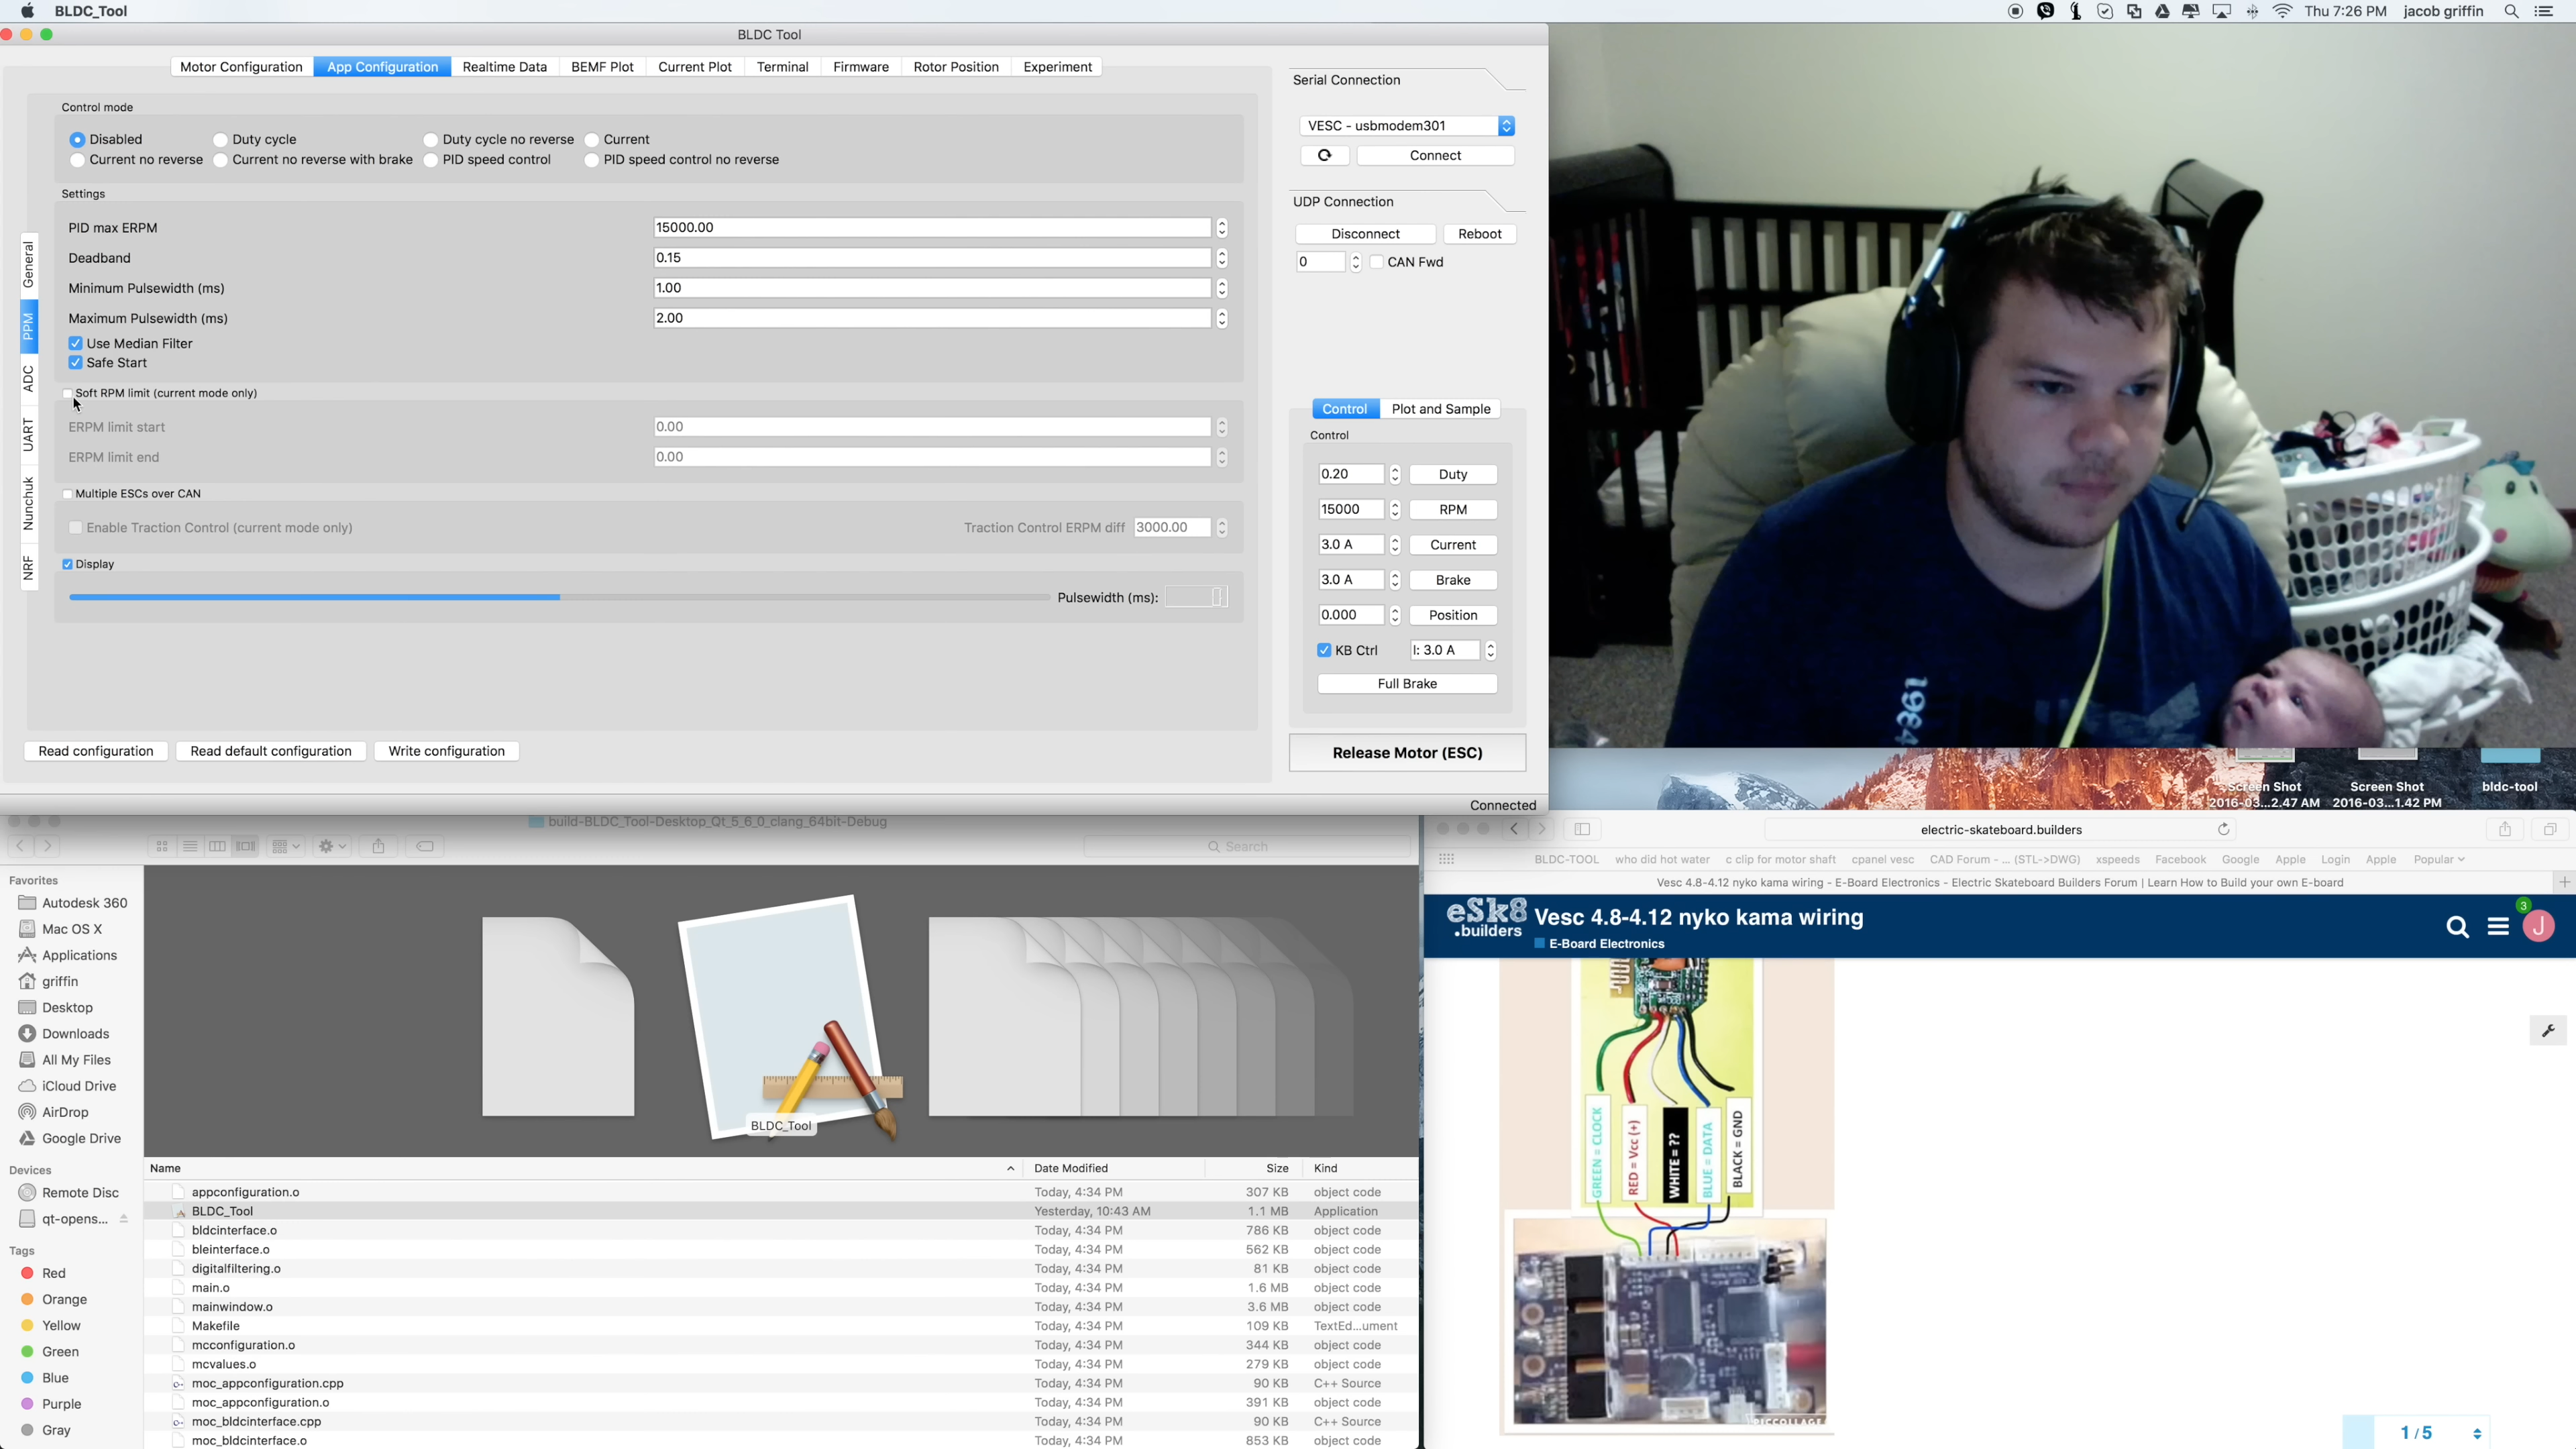 BLDC_Tool
Thu 7:26 PM jacob griffin
BLDC Tool
Motor Configuration App Configuration Realtime Data BEMF Plot Current Plot Terminal Firmware Rotor Position Experiment
Control mode
Disabled Duty cycle Duty cycle no reverse Current
Current no reverse Current no reverse with brake PID speed control PID speed control no reverse
Settings
PID max ERPM 15000.00
Deadband 0.15
Minimum Pulsewidth (ms) 1.00
Maximum Pulsewidth (ms) 2.00
Use Median Filter
Safe Start
Soft RPM limit (current mode only)
ERPM limit start 0.00
ERPM limit end 0.00
Multiple ESCs over CAN
Enable Traction Control (current mode only) Traction Control ERPM diff 3000.00
Display
Pulsewidth (ms):
General
PPM
ADC
UART
Nunchuk
NRF
Read configuration Read default configuration Write configuration
Serial Connection
VESC - usbmodem301
Connect
UDP Connection
Disconnect Reboot
0 CAN Fwd
Control Plot and Sample
Control
0.20 Duty
15000 RPM
3.0 A Current
3.0 A Brake
0.000 Position
KB Ctrl I: 3.0 A
Full Brake
Release Motor (ESC)
Connected
1964
Screen Shot
2016-03...2.47 AM
Screen Shot
2016-03...1.42 PM
bldc-tool
build-BLDC_Tool-Desktop_Qt_5_6_0_clang_64bit-Debug
Search
Favorites
Autodesk 360
Mac OS X
Applications
griffin
Desktop
Downloads
All My Files
iCloud Drive
AirDrop
Google Drive
Devices
Remote Disc
qt-opens...
Tags
Red
Orange
Yellow
Green
Blue
Purple
Gray
BLDC_Tool
Name Date Modified Size Kind
appconfiguration.o Today, 4:34 PM 307 KB object code
BLDC_Tool Yesterday, 10:43 AM 1.1 MB Application
bldcinterface.o Today, 4:34 PM 786 KB object code
bleinterface.o Today, 4:34 PM 562 KB object code
digitalfiltering.o Today, 4:34 PM 81 KB object code
main.o Today, 4:34 PM 1.6 MB object code
mainwindow.o Today, 4:34 PM 3.6 MB object code
Makefile Today, 4:34 PM 109 KB TextEd...ument
mcconfiguration.o Today, 4:34 PM 344 KB object code
mcvalues.o Today, 4:34 PM 279 KB object code
moc_appconfiguration.cpp Today, 4:34 PM 90 KB C++ Source
moc_appconfiguration.o Today, 4:34 PM 391 KB object code
moc_bldcinterface.cpp Today, 4:34 PM 90 KB C++ Source
moc_bldcinterface.o Today, 4:34 PM 853 KB object code
electric-skateboard.builders
BLDC-TOOL who did hot water c clip for motor shaft cpanel vesc CAD Forum - ... (STL->DWG) xspeeds Facebook Google Apple Login Apple Popular
Vesc 4.8-4.12 nyko kama wiring - E-Board Electronics - Electric Skateboard Builders Forum | Learn How to Build your own E-board
eSk8
.builders
Vesc 4.8-4.12 nyko kama wiring
E-Board Electronics
3
J
GREEN = CLOCK
RED = Vcc (+)
WHITE = ??
BLUE = DATA
BLACK = GND
PICCOLLAGE
1 / 5